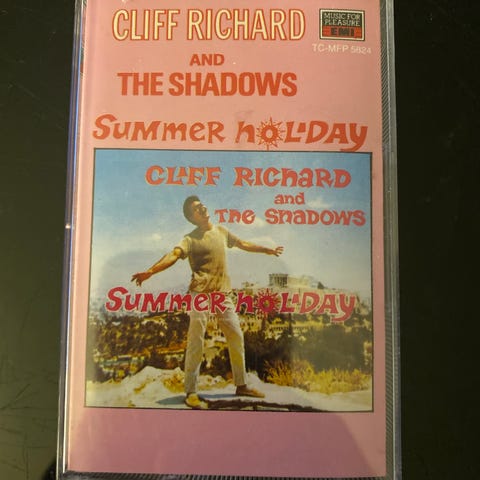 CLIFF RICHARD
MUSIC FOR
PLEASURE
EMI
TC-MFP 5824
AND
THE SHADOWS
SUMMER HOLIDAY
CLIFF RICHARD
and
THE SHADOWS
SUMMER HOLIDAY